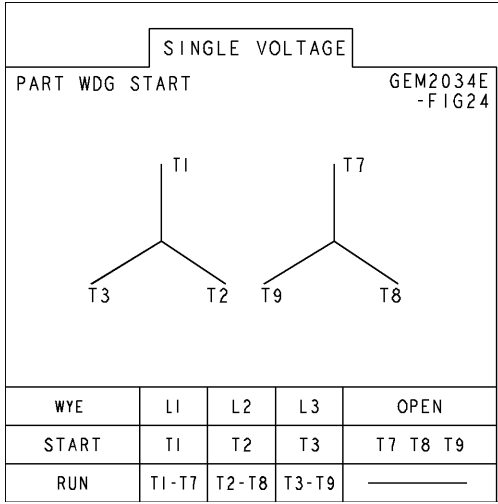 SINGLE VOLTAGE
PART WDG START
GEM2034E
-FIG24
T1 T7
T3 T2 T9 T8
WYE L1 L2 L3 OPEN
START T1 T2 T3 T7 T8 T9
RUN T1-T7 T2-T8 T3-T9